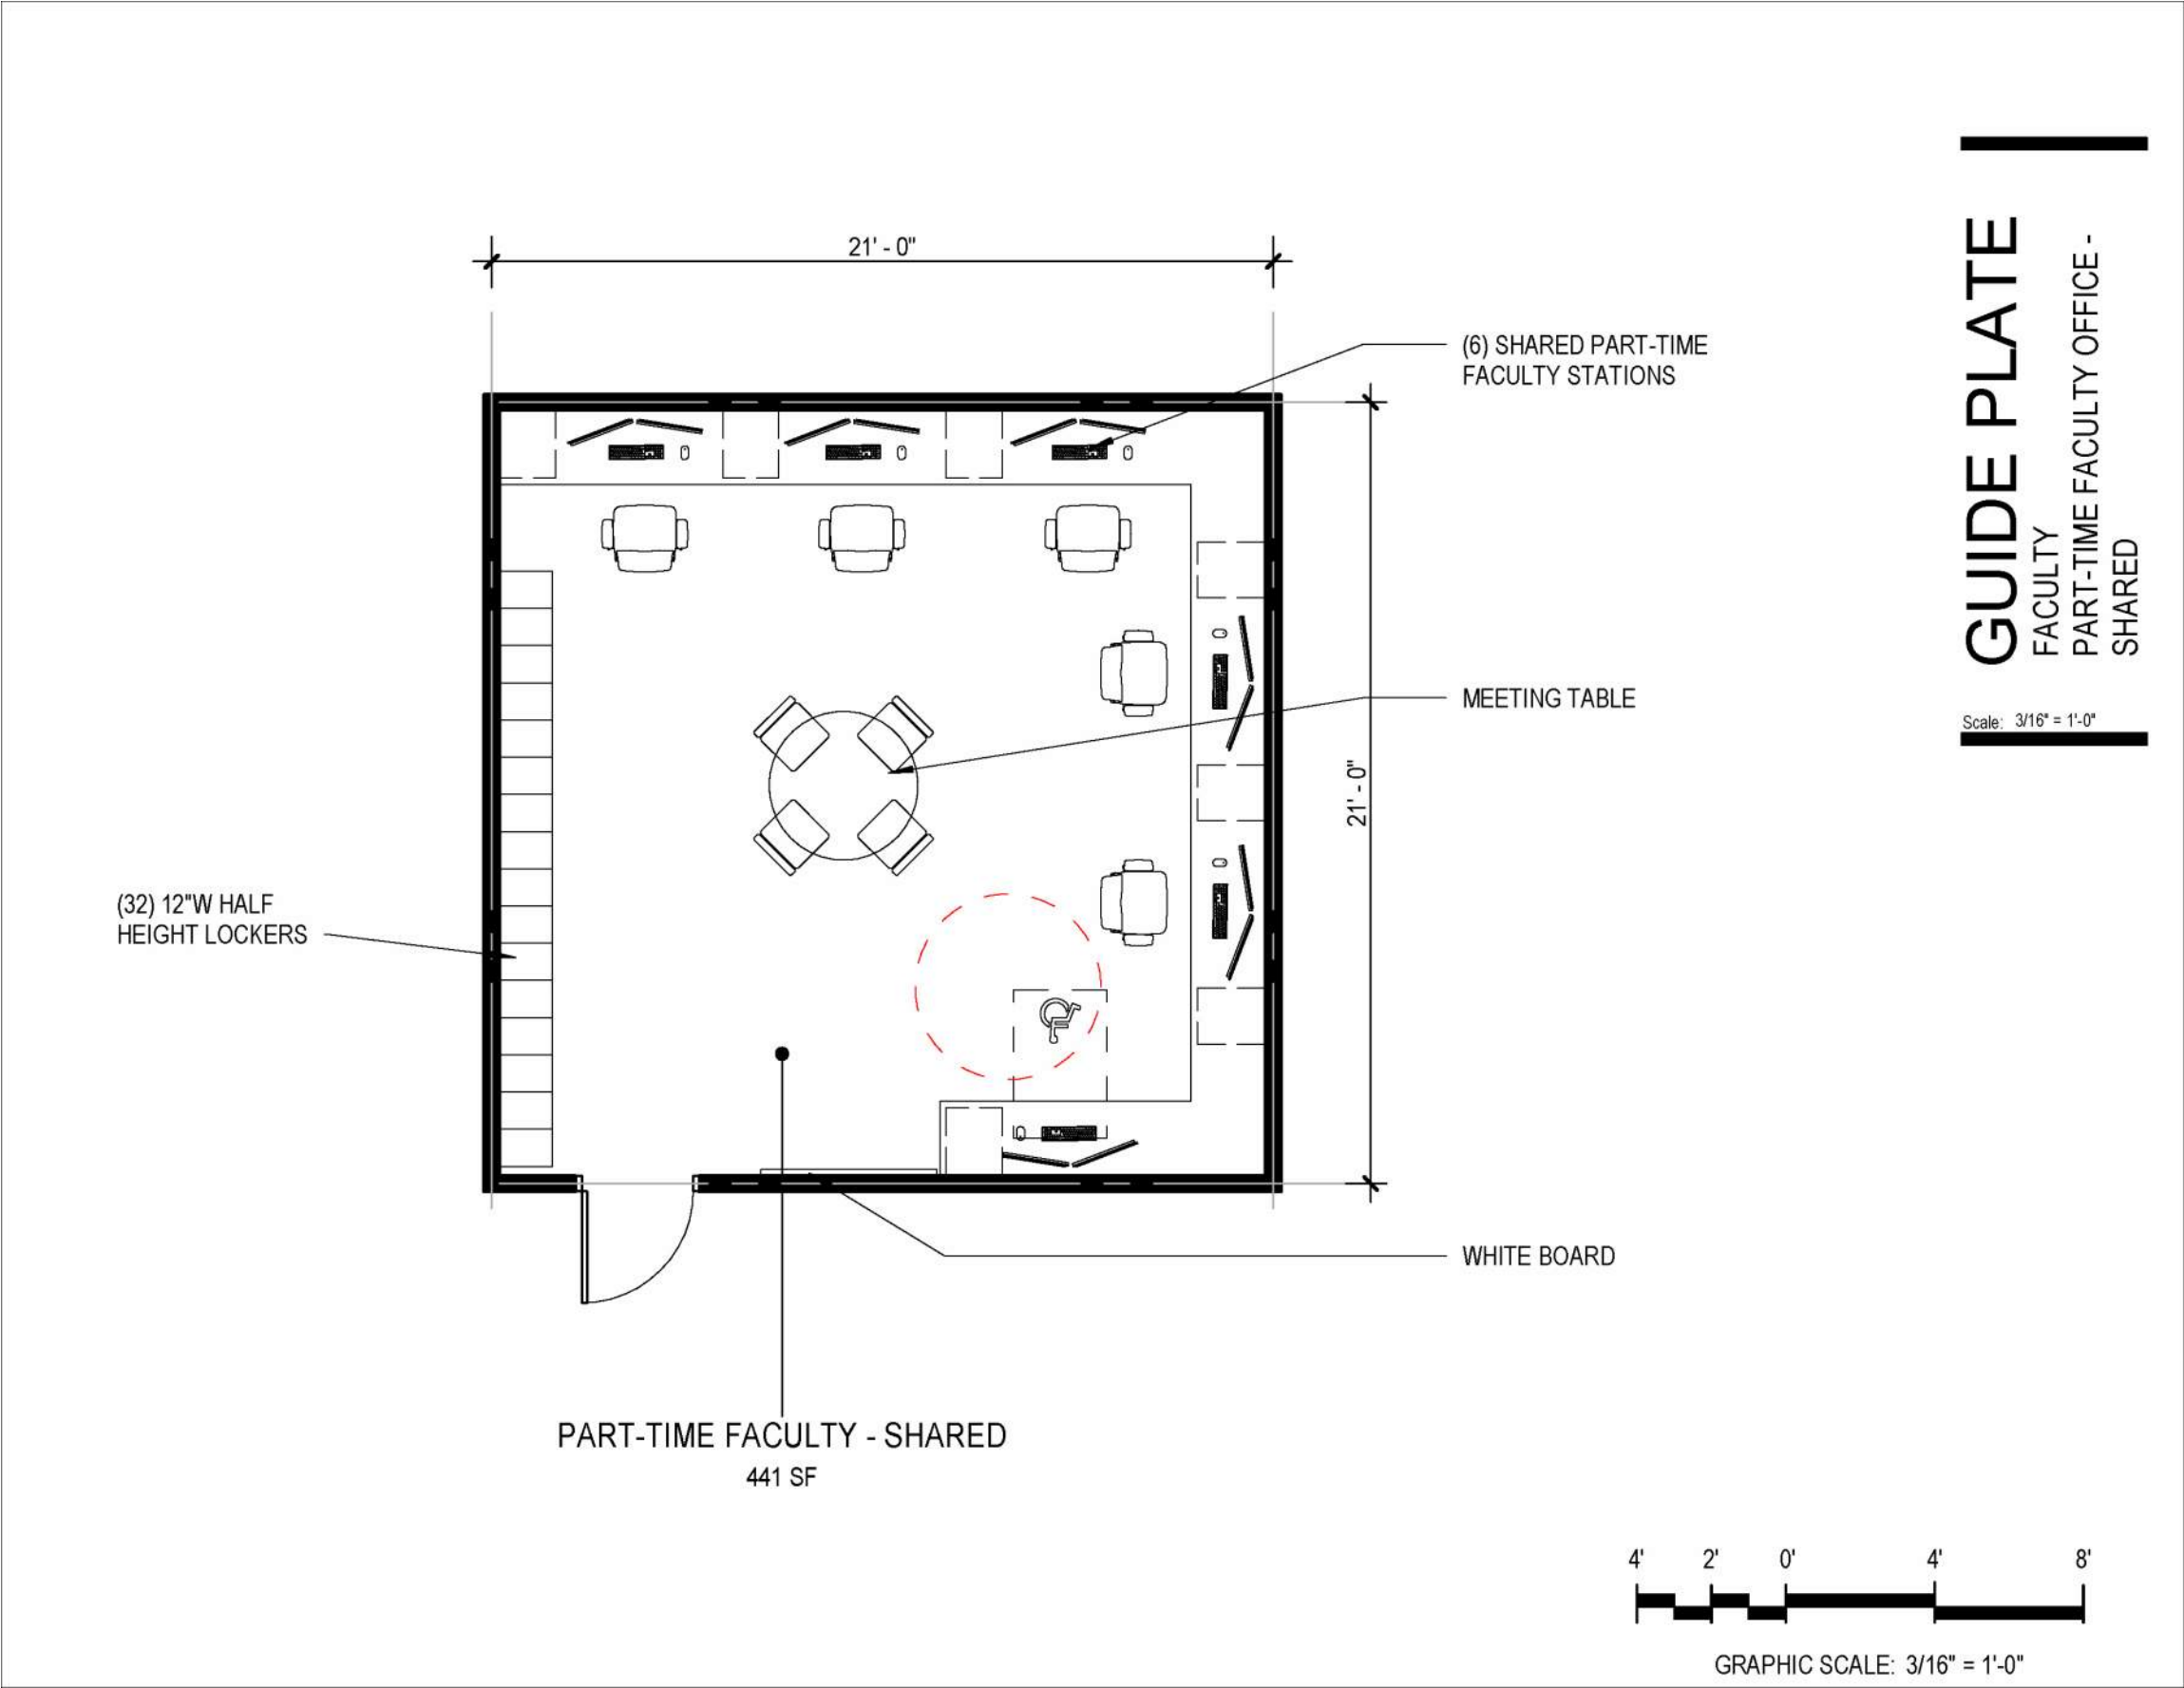 21' - 0"
(6) SHARED PART-TIME
FACULTY STATIONS
MEETING TABLE
21' - 0"
(32) 12"W HALF
HEIGHT LOCKERS
WHITE BOARD
PART-TIME FACULTY - SHARED
441 SF
GUIDE PLATE
FACULTY
PART-TIME FACULTY OFFICE -
SHARED
Scale: 3/16" = 1'-0"
4' 2' 0' 4' 8'
GRAPHIC SCALE: 3/16" = 1'-0"